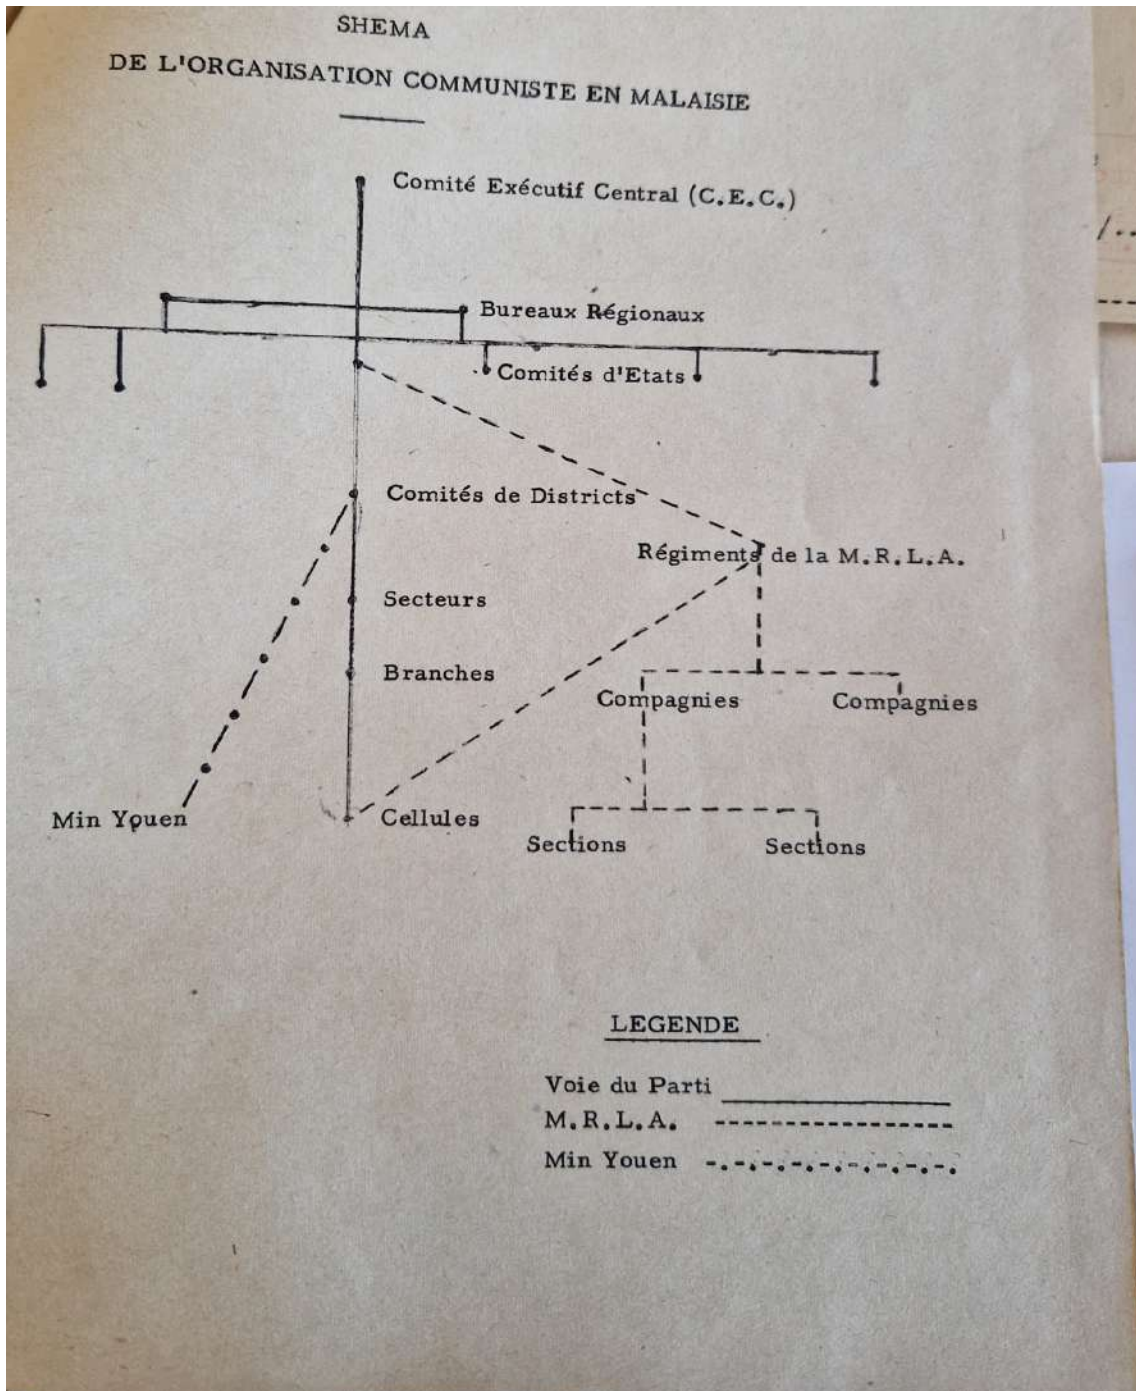 SHEMA
DE L'ORGANISATION COMMUNISTE EN MALAISIE
Comité Exécutif Central (C.E.C.)
/..
Bureaux Régionaux
Comités d'Etats
Comités de Districts
Régiments de la M.R.L.A.
Secteurs
Branches
Compagnies Compagnies
Min Youen Cellules
Sections Sections
LEGENDE
Voie du Parti
M.R.L.A.
Min Youen